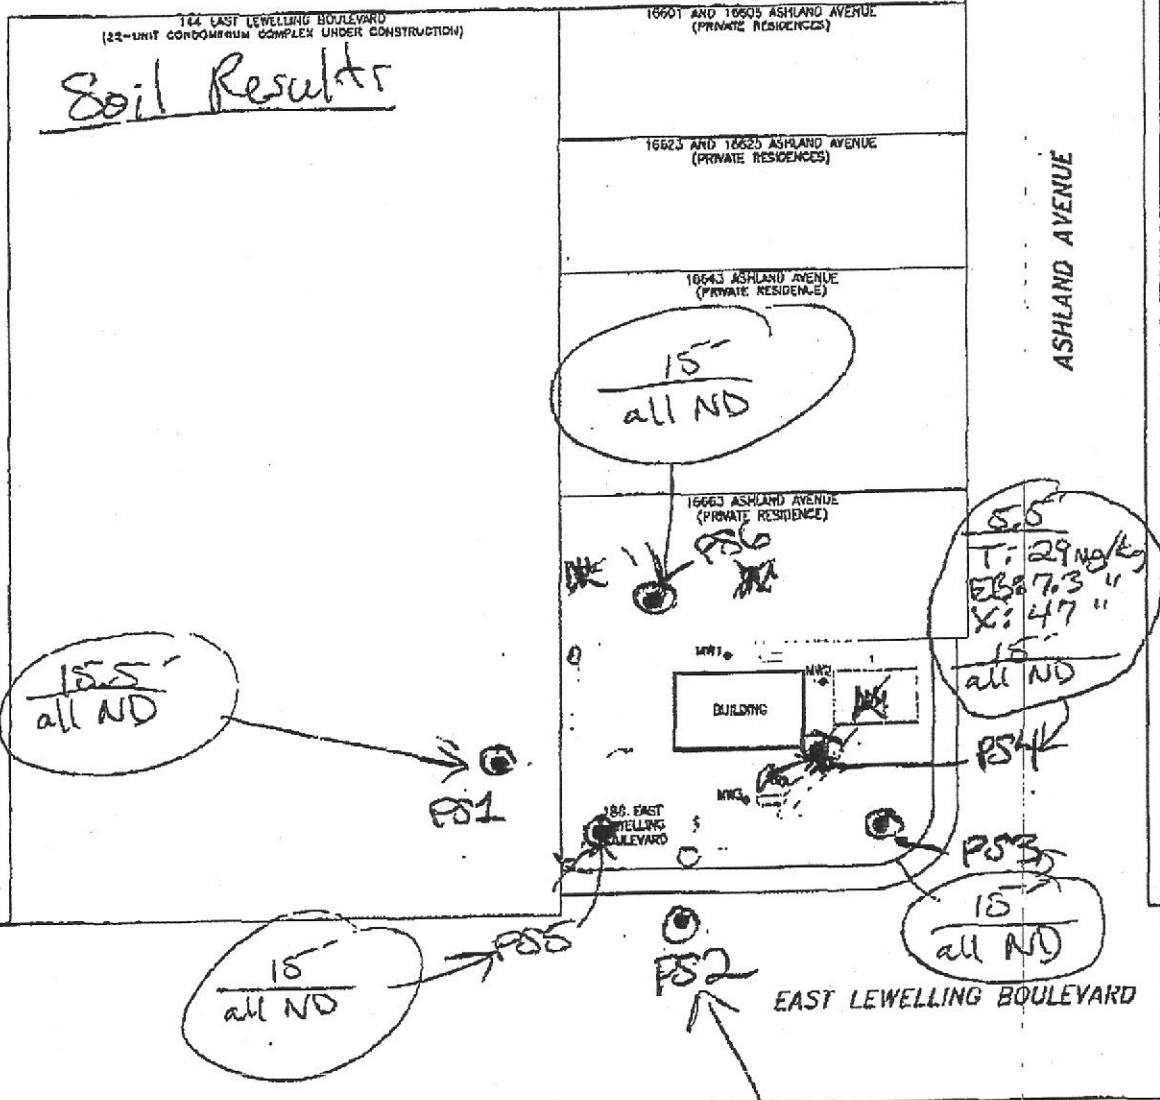 144 EAST LEWELLING BOULEVARD
(22-UNIT CONDOMINIUM COMPLEX UNDER CONSTRUCTION)
Soil Results
16601 AND 16605 ASHLAND AVENUE
(PRIVATE RESIDENCES)
16623 AND 16625 ASHLAND AVENUE
(PRIVATE RESIDENCES)
ASHLAND AVENUE
16643 ASHLAND AVENUE
(PRIVATE RESIDENCE)
15'
all ND
16663 ASHLAND AVENUE
(PRIVATE RESIDENCE)
PS6
5.5'
T: 29 ug/kg
EB: 7.3 "
X: 47 "
15'
all ND
PS4
MW1
MW2
BUILDING
MW3
15.5'
all ND
PS1
186 EAST
LEWELLING
BOULEVARD
PS3
15'
all ND
PS5
15'
all ND
PS2
EAST LEWELLING BOULEVARD